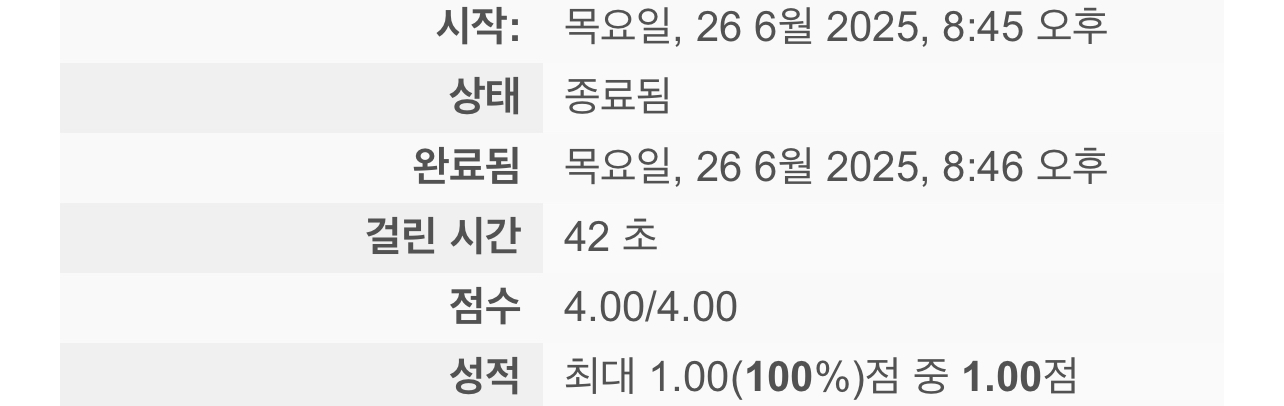 시작: 목요일, 26 6월 2025, 8:45 오후
상태 종료됨
완료됨 목요일, 26 6월 2025, 8:46 오후
걸린 시간 42 초
점수 4.00/4.00
성적 최대 1.00(100%)점 중 1.00점